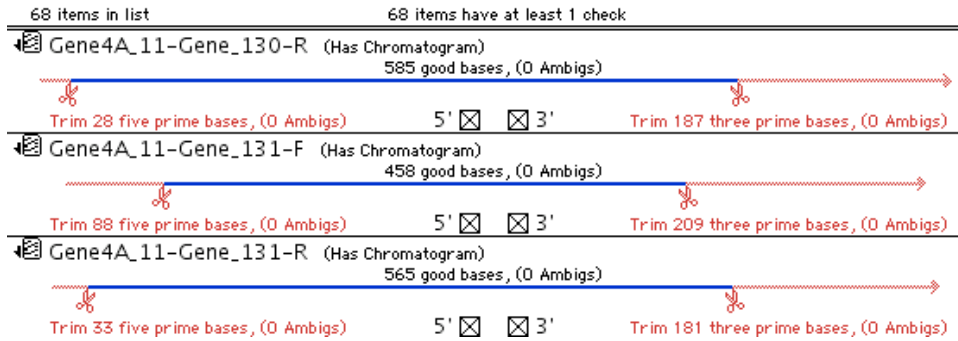 68 items in list 68 items have at least 1 check
Gene4A_11-Gene_130-R (Has Chromatogram)
585 good bases, (0 Ambigs)
Trim 28 five prime bases, (0 Ambigs) 5' 3' Trim 187 three prime bases, (0 Ambigs)
Gene4A_11-Gene_131-F (Has Chromatogram)
458 good bases, (0 Ambigs)
Trim 88 five prime bases, (0 Ambigs) 5' 3' Trim 209 three prime bases, (0 Ambigs)
Gene4A_11-Gene_131-R (Has Chromatogram)
565 good bases, (0 Ambigs)
Trim 33 five prime bases, (0 Ambigs) 5' 3' Trim 181 three prime bases, (0 Ambigs)